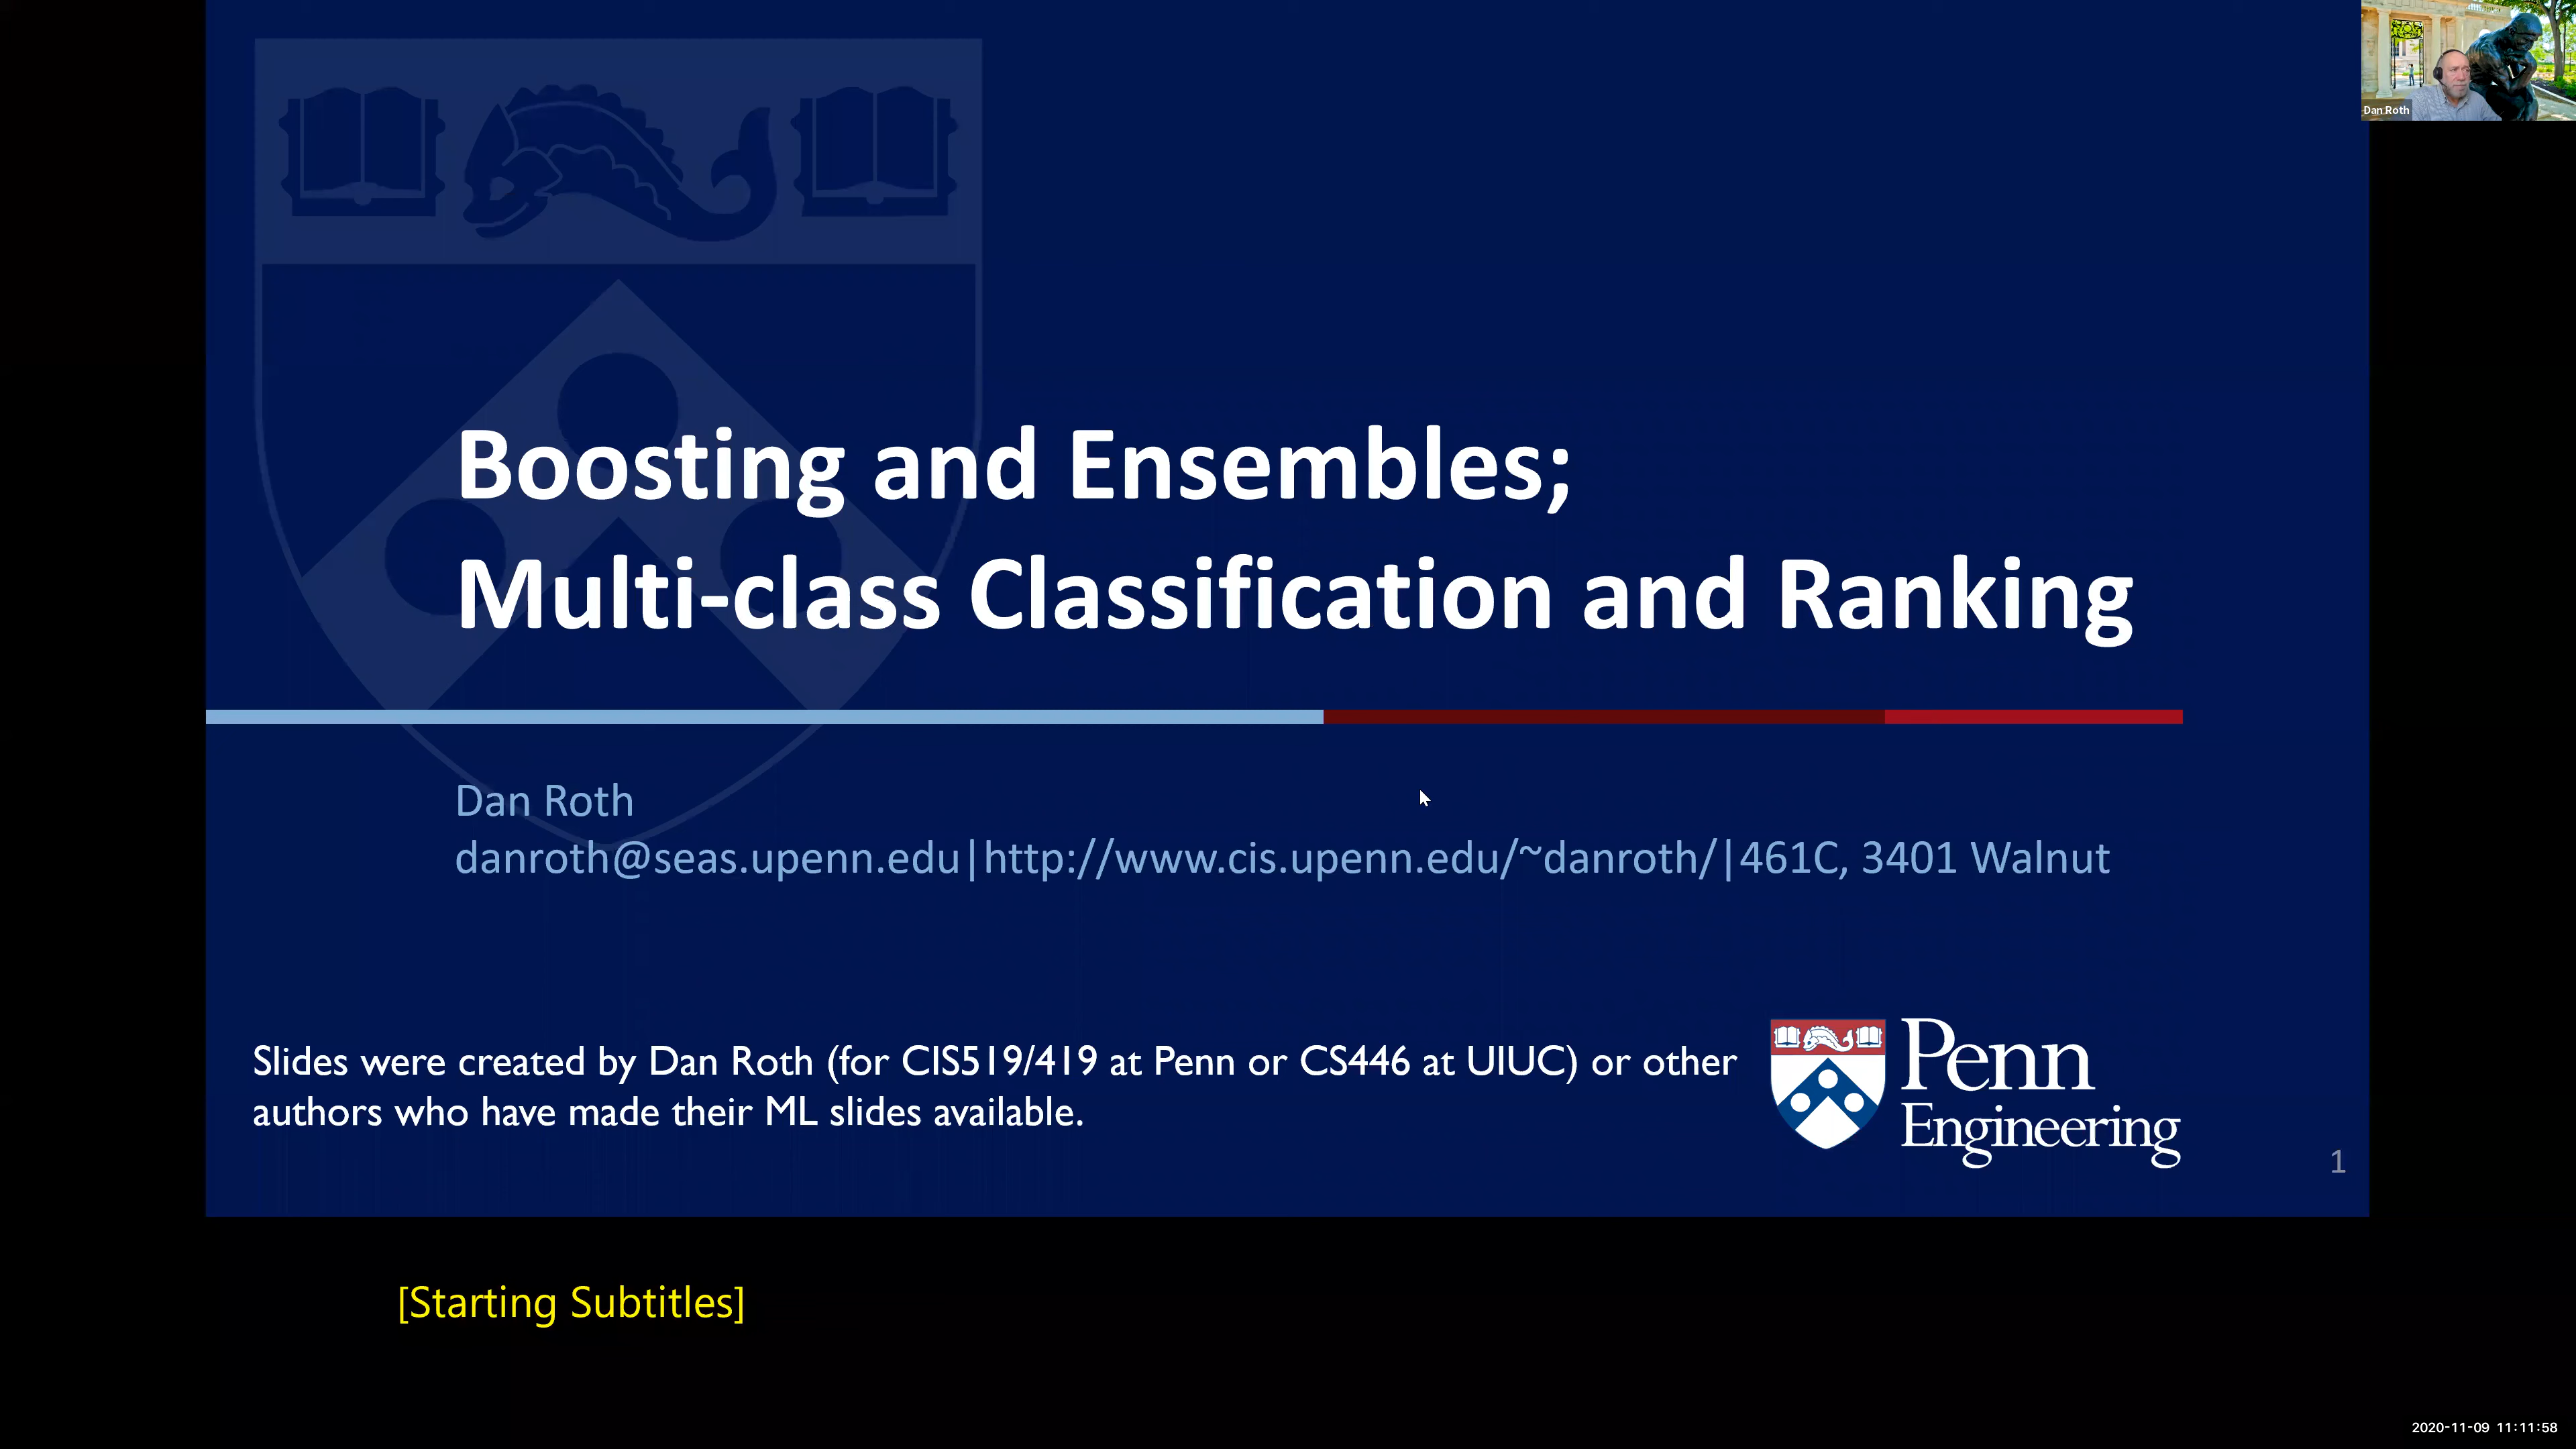 Dan Roth
Boosting and Ensembles;
Multi-class Classification and Ranking
Dan Roth
danroth@seas.upenn.edu|http://www.cis.upenn.edu/~danroth/|461C, 3401 Walnut
Slides were created by Dan Roth (for CIS519/419 at Penn or CS446 at UIUC) or other
authors who have made their ML slides available.
Penn
Engineering
1
[Starting Subtitles]
2020-11-09 11:11:58